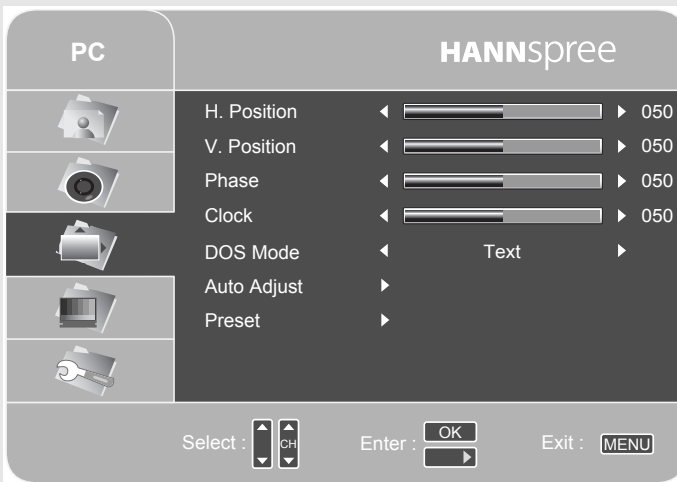 PC
HANNspree
H. Position 050
V. Position 050
Phase 050
Clock 050
DOS Mode Text
Auto Adjust
Preset
Select : CH Enter : OK Exit : MENU